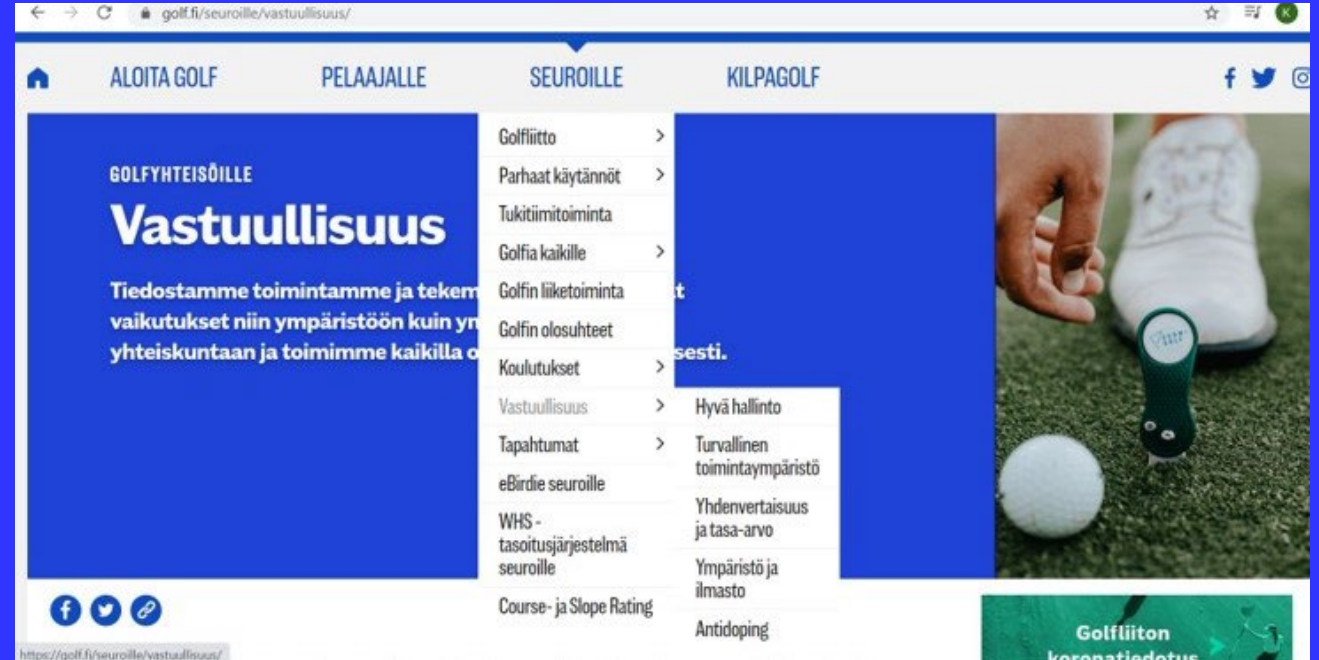 golf.fi/seuroille/vastuullisuus/
K
ALOITA GOLF
PELAAJALLE
SEUROILLE
KILPAGOLF
GOLFYHTEISÖILLE
Vastuullisuus
Tiedostamme toimintamme ja
vaikutukset niin ympäristöön kuin
yhteiskuntaan ja toimimme kaikilla
Golfliitto
Parhaat käytännöt
Tukitiimitoiminta
Golfia kaikille
Golfin liiketoiminta
Golfin olosuhteet
Koulutukset
Vastuullisuus
Tapahtumat
eBirdie seuroille
WHS -
tasoitusjärjestelmä
seuroille
Course- ja Slope Rating
Hyvä hallinto
Turvallinen
toimintaympäristö
Yhdenvertaisuus
ja tasa-arvo
Ympäristö ja
ilmasto
Antidoping
Golfliiton
koronatiedotus
https://golf.fi/seuroille/vastuullisuus/